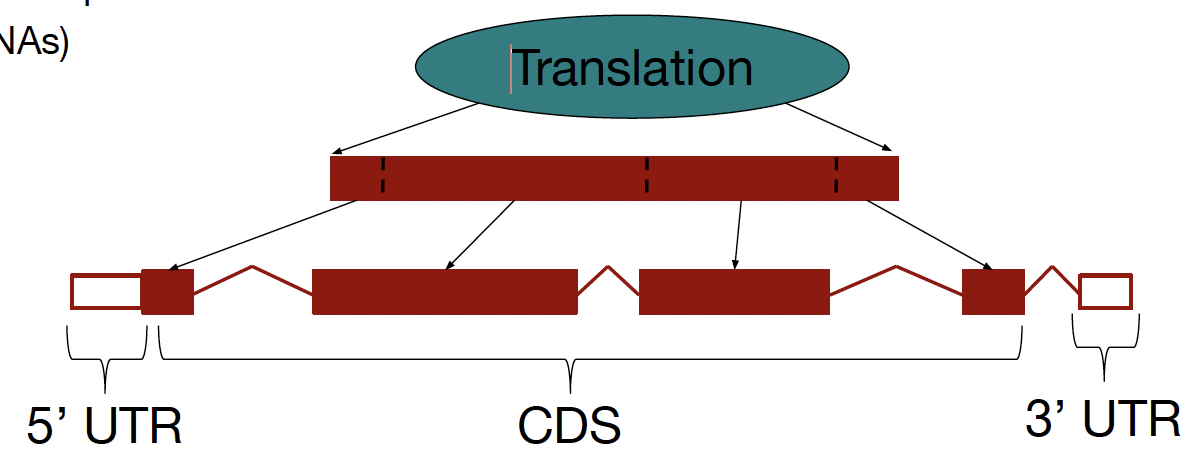 NAs)
Translation
5’ UTR
CDS
3’ UTR